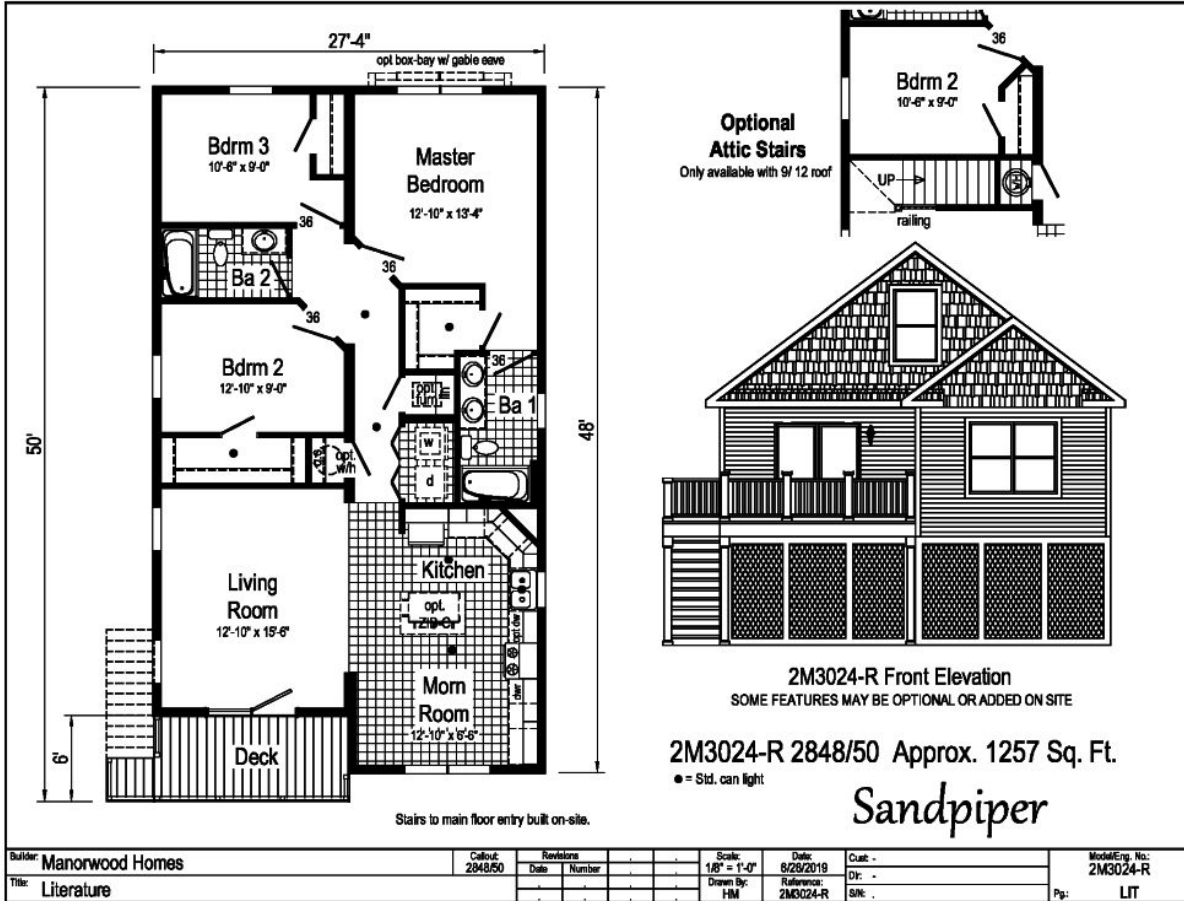 27'-4"
opt box-bay w/ gable eave
50'
48'
6'
Bdrm 3
10'-6" x 9'-0"
Master
Bedroom
12'-10" x 13'-4"
36
36
Ba 2
36
Bdrm 2
12'-10" x 9'-0"
36
Ba 1
opt
furn
lin
w
d
opt.
w/h
Living
Room
12'-10" x 15'-6"
Kitchen
opt.
opt dw
Morn
Room
12'-10" x 6'-6"
dwr
Deck
Stairs to main floor entry built on-site.
36
Bdrm 2
10'-6" x 9'-0"
Optional
Attic Stairs
Only available with 9/ 12 roof
UP
railing
2M3024-R Front Elevation
SOME FEATURES MAY BE OPTIONAL OR ADDED ON SITE
2M3024-R 2848/50 Approx. 1257 Sq. Ft.
● = Std. can light
Sandpiper
Builder: Manorwood Homes
Title: Literature
Callout:
2848/50
Revisions
Date Number
Scale:
1/8" = 1'-0"
Drawn By:
HM
Date:
6/28/2019
Reference:
2M3024-R
Cust: -
Dir: -
S/N: .
Model/Eng. No.:
2M3024-R
Pg.: LIT